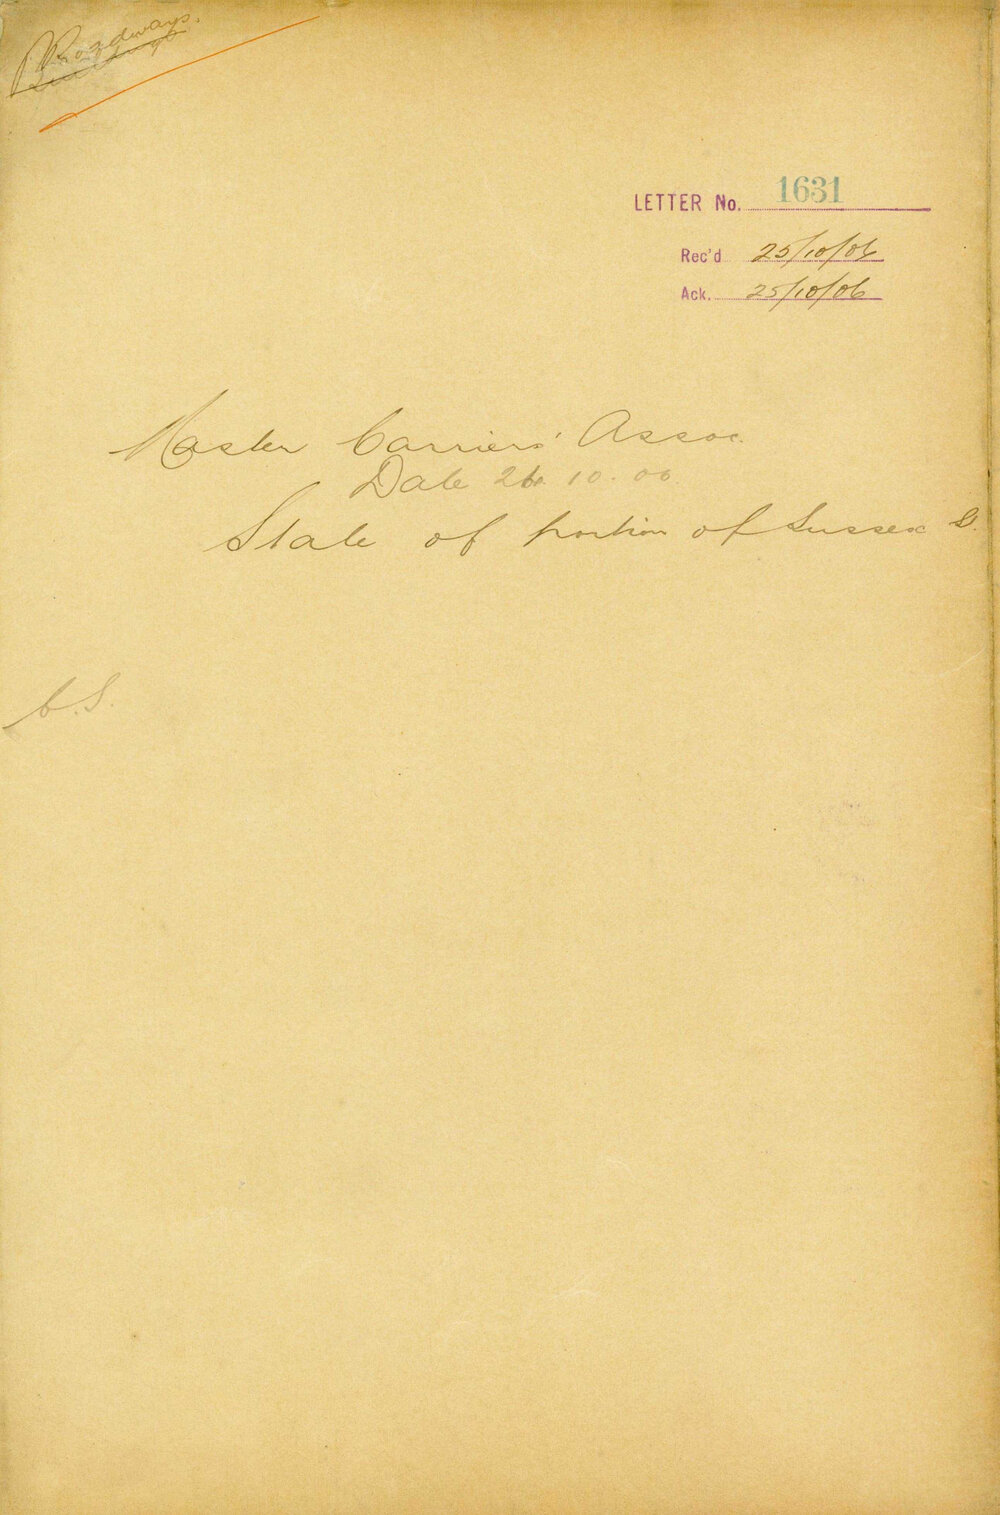 Roadways.
LETTER No. 1631
Rec'd 25/10/06
Ack. 25/10/06
Master Carriers' Assoc.
Date 10.06
State of portion of Sussex St.
C.S.